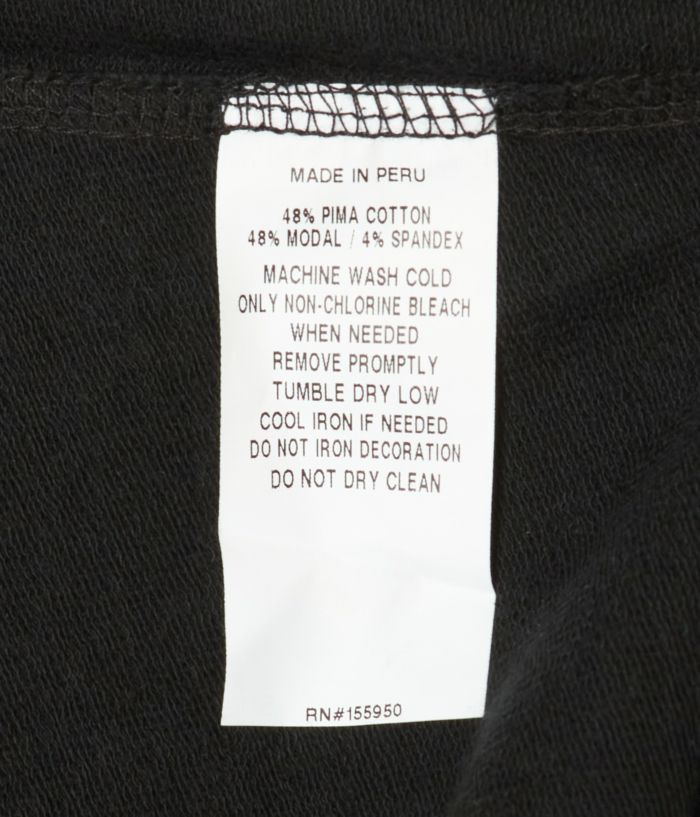 MADE IN PERU
48% PIMA COTTON
48% MODAL / 4% SPANDEX
MACHINE WASH COLD
ONLY NON-CHLORINE BLEACH
WHEN NEEDED
REMOVE PROMPTLY
TUMBLE DRY LOW
COOL IRON IF NEEDED
DO NOT IRON DECORATION
DO NOT DRY CLEAN
RN#155950